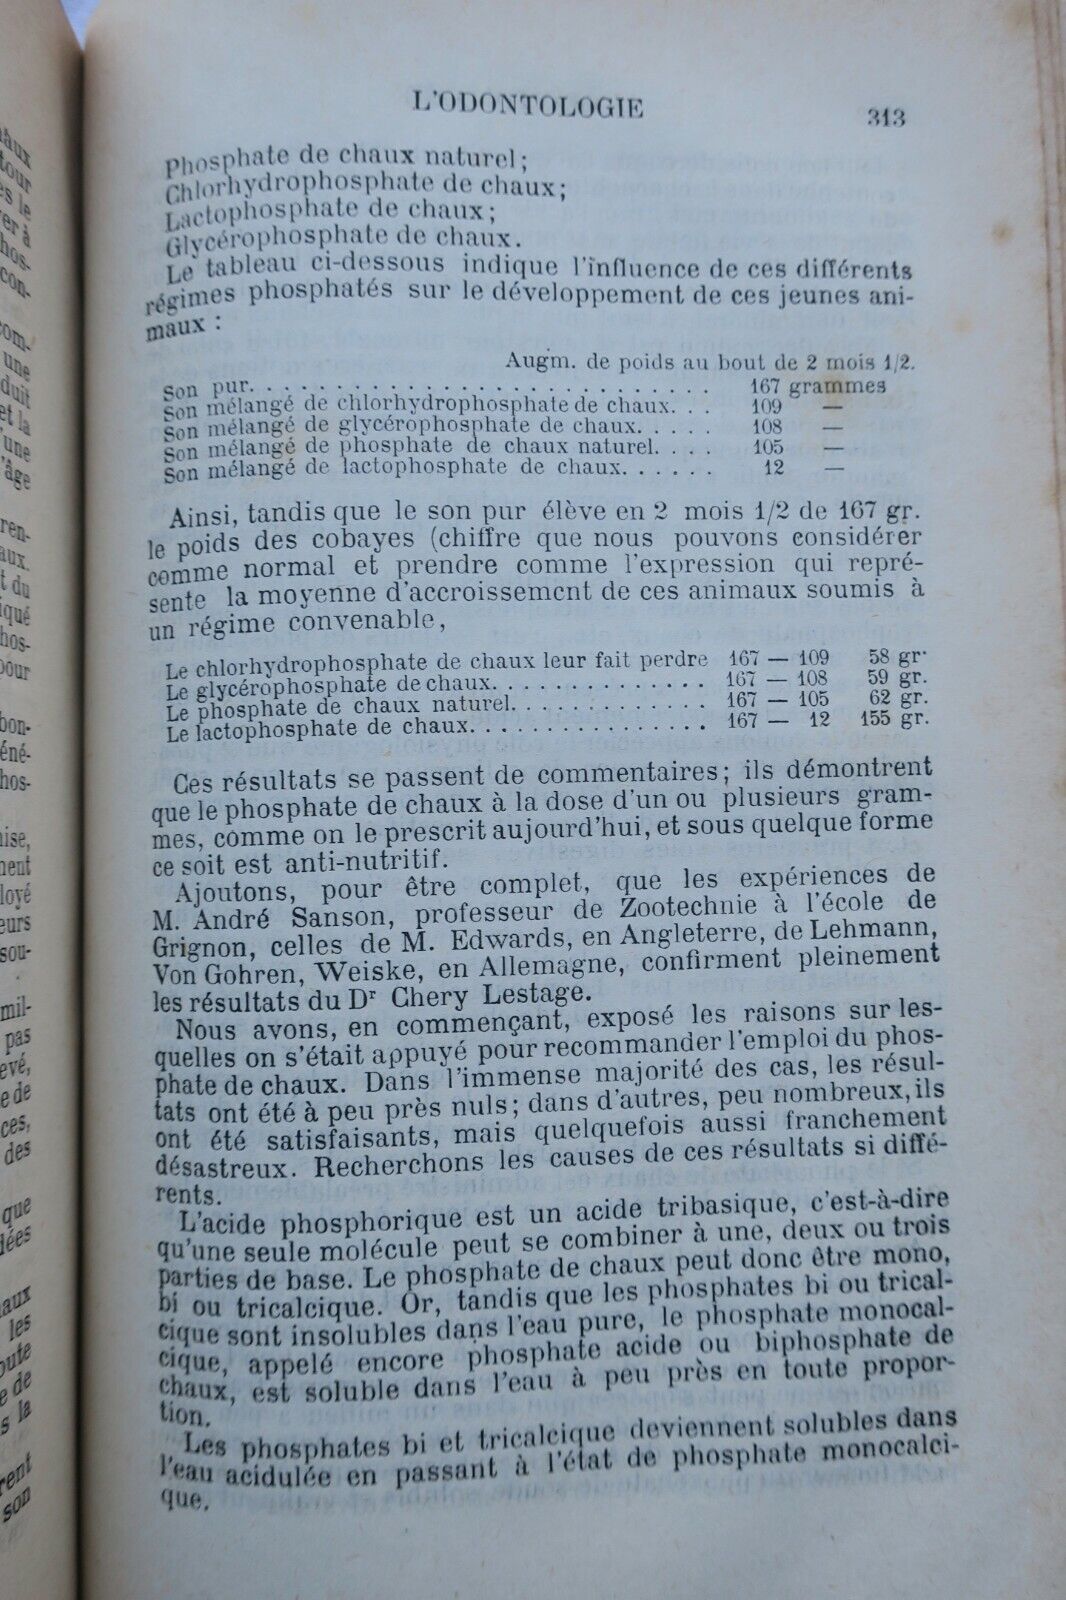 L'ODONTOLOGIE 313
Phosphate de chaux naturel;
Chlorhydrophosphate de chaux;
Lactophosphate de chaux;
Glycérophosphate de chaux.
Le tableau ci-dessous indique l'influence de ces différents
régimes phosphatés sur le développement de ces jeunes ani-
maux :
Augm. de poids au bout de 2 mois 1/2.
Son pur. . . . . . . . . . . . . . . . . . . . . . . . . . . . 167 grammes
Son mélangé de chlorhydrophosphate de chaux. . . 109 —
Son mélangé de glycérophosphate de chaux. . . . . 108 —
Son mélangé de phosphate de chaux naturel. . . . 105 —
Son mélangé de lactophosphate de chaux. . . . . . 12 —
Ainsi, tandis que le son pur élève en 2 mois 1/2 de 167 gr.
le poids des cobayes (chiffre que nous pouvons considérer
comme normal et prendre comme l'expression qui repré-
sente la moyenne d'accroissement de ces animaux soumis à
un régime convenable,
Le chlorhydrophosphate de chaux leur fait perdre 167 — 109 58 gr.
Le glycérophosphate de chaux. . . . . . . . . . . . . . 167 — 108 59 gr.
Le phosphate de chaux naturel. . . . . . . . . . . . . 167 — 105 62 gr.
Le lactophosphate de chaux. . . . . . . . . . . . . . . . 167 — 12 155 gr.
Ces résultats se passent de commentaires; ils démontrent
que le phosphate de chaux à la dose d'un ou plusieurs gram-
mes, comme on le prescrit aujourd'hui, et sous quelque forme
ce soit est anti-nutritif.
Ajoutons, pour être complet, que les expériences de
M. André Sanson, professeur de Zootechnie à l'école de
Grignon, celles de M. Edwards, en Angleterre, de Lehmann,
Von Gohren, Weiske, en Allemagne, confirment pleinement
les résultats du Dr Chery Lestage.
Nous avons, en commençant, exposé les raisons sur les-
quelles on s'était appuyé pour recommander l'emploi du phos-
phate de chaux. Dans l'immense majorité des cas, les résul-
tats ont été à peu près nuls; dans d'autres, peu nombreux, ils
ont été satisfaisants, mais quelquefois aussi franchement
désastreux. Recherchons les causes de ces résultats si diffé-
rents.
L'acide phosphorique est un acide tribasique, c'est-à-dire
qu'une seule molécule peut se combiner à une, deux ou trois
parties de base. Le phosphate de chaux peut donc être mono,
bi ou tricalcique. Or, tandis que les phosphates bi ou trical-
cique sont insolubles dans l'eau pure, le phosphate monocal-
cique, appelé encore phosphate acide ou biphosphate de
chaux, est soluble dans l'eau à peu près en toute propor-
tion.
Les phosphates bi et tricalcique deviennent solubles dans
l'eau acidulée en passant à l'état de phosphate monocalci-
que.